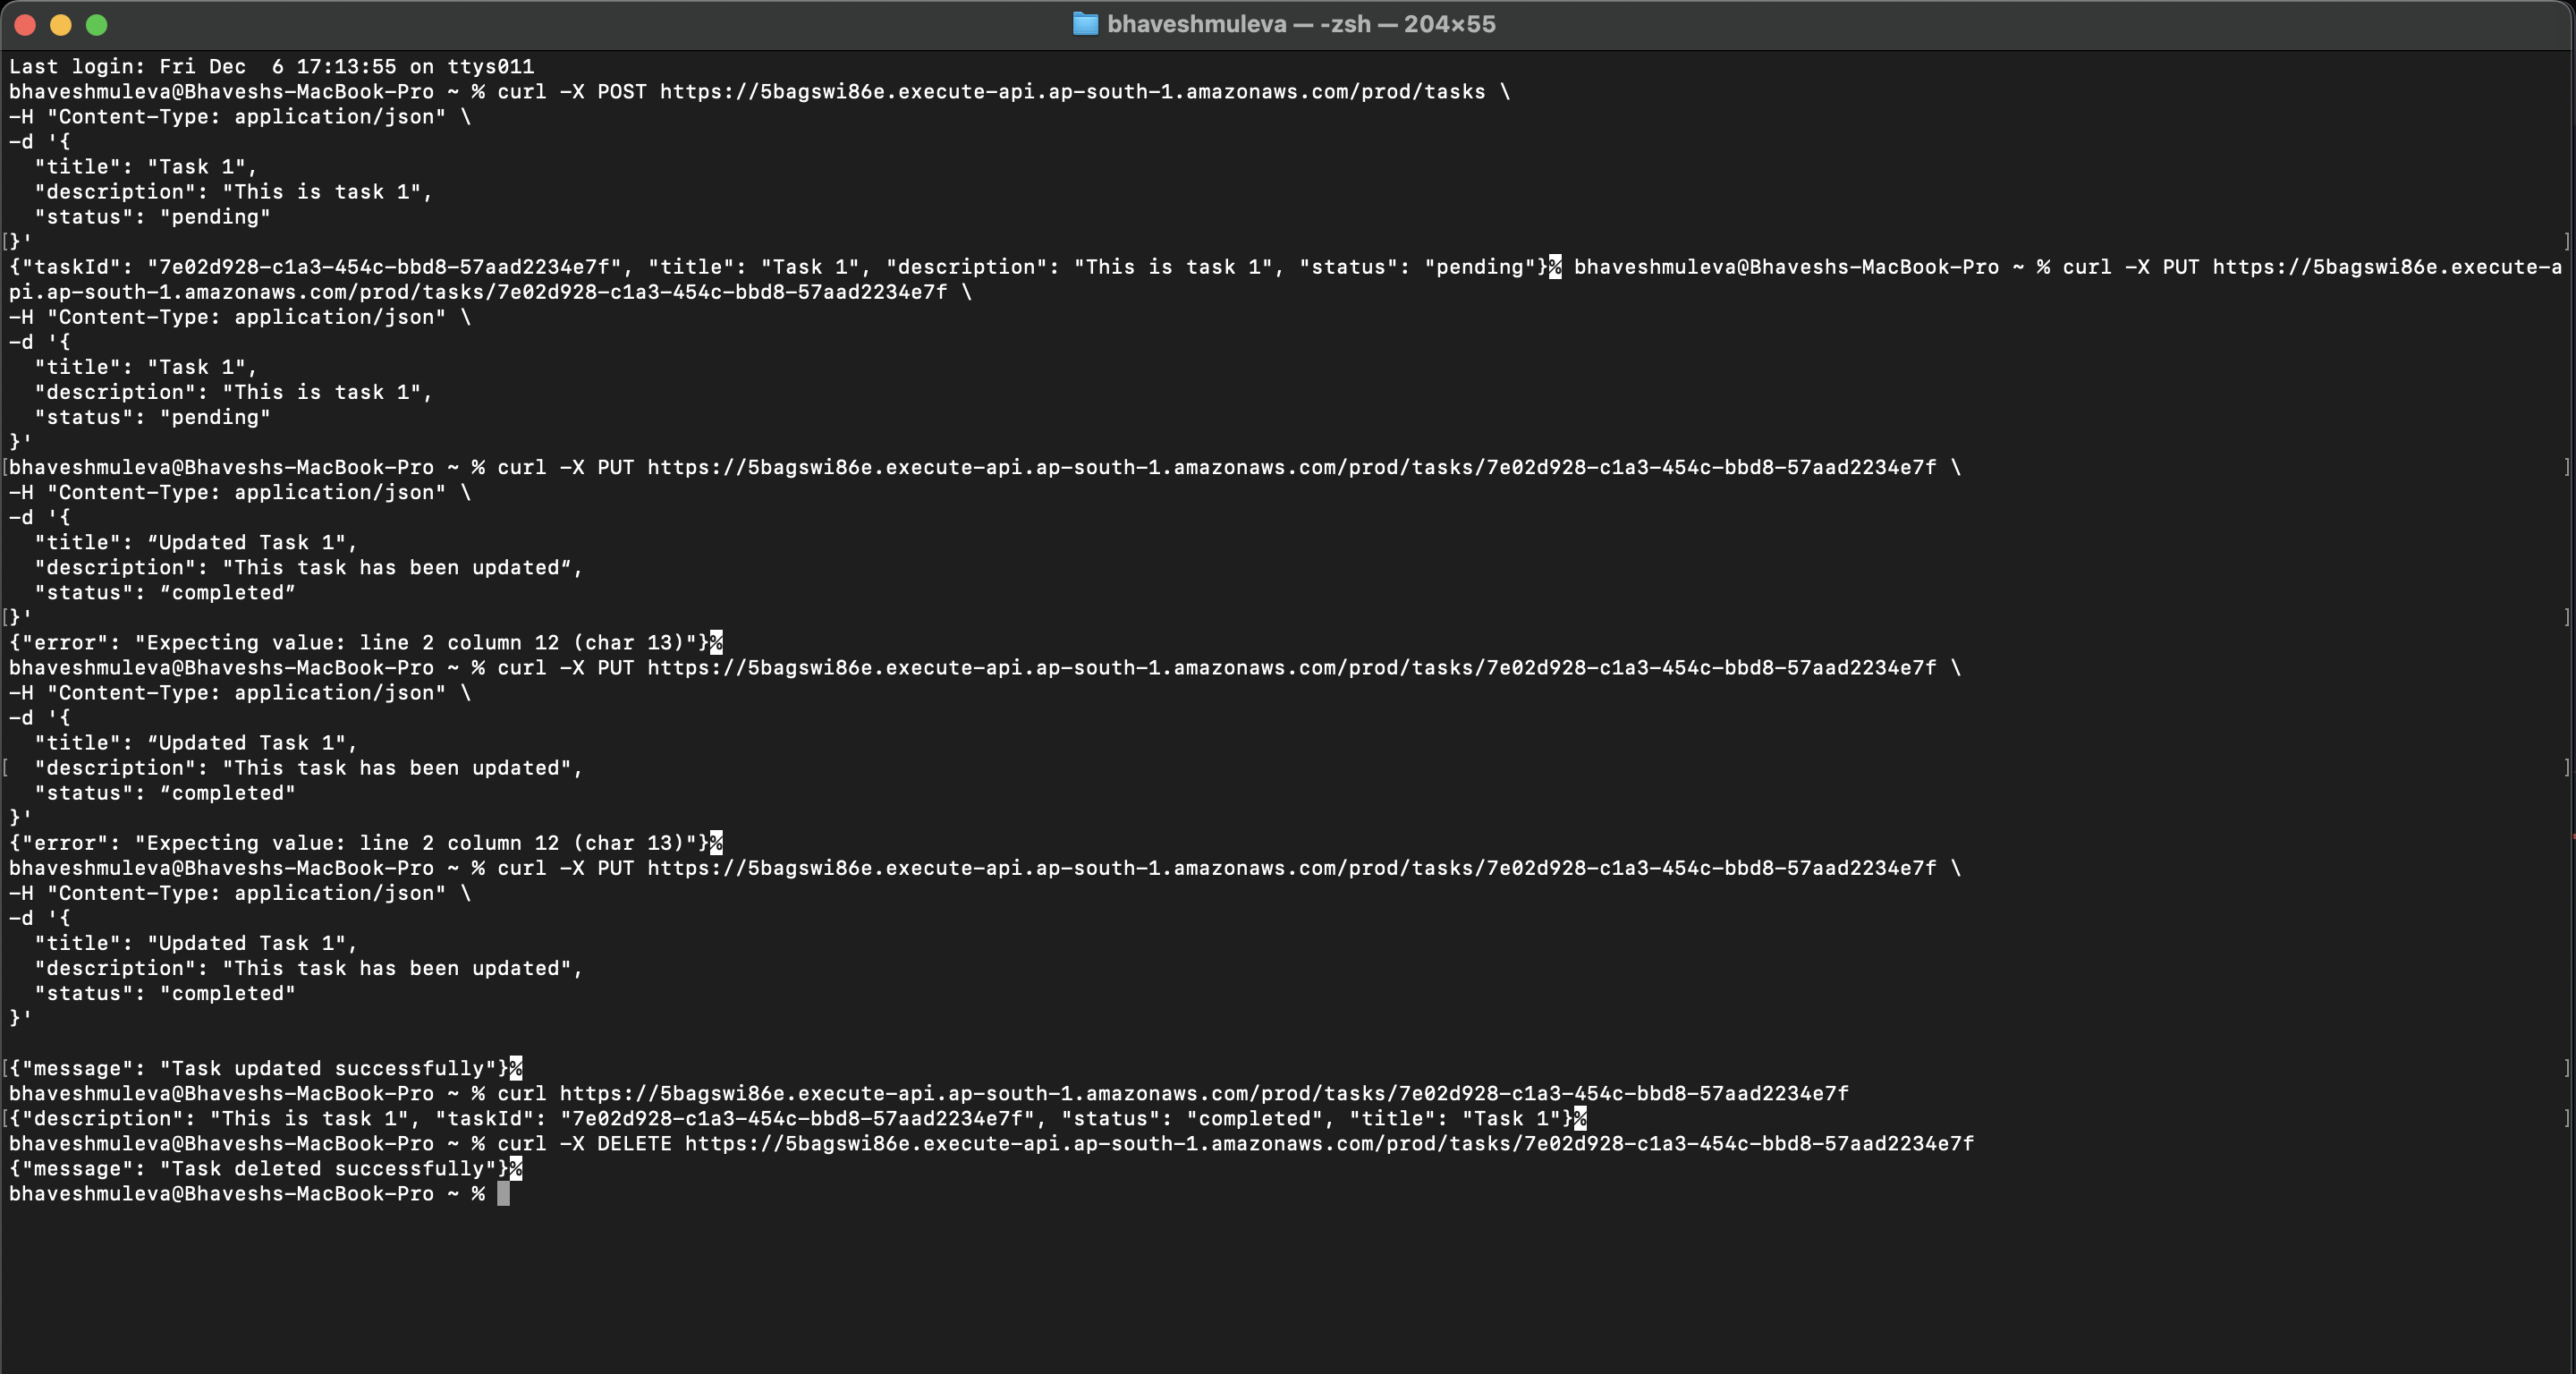 bhaveshmuleva — -zsh — 204×55
Last login: Fri Dec  6 17:13:55 on ttys011
bhaveshmuleva@Bhaveshs-MacBook-Pro ~ % curl -X POST https://5bagswi86e.execute-api.ap-south-1.amazonaws.com/prod/tasks \
-H "Content-Type: application/json" \
-d '{
  "title": "Task 1",
  "description": "This is task 1",
  "status": "pending"
[}' ]
{"taskId": "7e02d928-c1a3-454c-bbd8-57aad2234e7f", "title": "Task 1", "description": "This is task 1", "status": "pending"}% bhaveshmuleva@Bhaveshs-MacBook-Pro ~ % curl -X PUT https://5bagswi86e.execute-a
pi.ap-south-1.amazonaws.com/prod/tasks/7e02d928-c1a3-454c-bbd8-57aad2234e7f \
-H "Content-Type: application/json" \
-d '{
  "title": "Task 1",
  "description": "This is task 1",
  "status": "pending"
}'
[bhaveshmuleva@Bhaveshs-MacBook-Pro ~ % curl -X PUT https://5bagswi86e.execute-api.ap-south-1.amazonaws.com/prod/tasks/7e02d928-c1a3-454c-bbd8-57aad2234e7f \ ]
-H "Content-Type: application/json" \
-d '{
  "title": “Updated Task 1",
  "description": "This task has been updated“,
  "status": “completed”
[}' ]
{"error": "Expecting value: line 2 column 12 (char 13)"}%
bhaveshmuleva@Bhaveshs-MacBook-Pro ~ % curl -X PUT https://5bagswi86e.execute-api.ap-south-1.amazonaws.com/prod/tasks/7e02d928-c1a3-454c-bbd8-57aad2234e7f \
-H "Content-Type: application/json" \
-d '{
  "title": “Updated Task 1",
[  "description": "This task has been updated", ]
  "status": “completed"
}'
{"error": "Expecting value: line 2 column 12 (char 13)"}%
bhaveshmuleva@Bhaveshs-MacBook-Pro ~ % curl -X PUT https://5bagswi86e.execute-api.ap-south-1.amazonaws.com/prod/tasks/7e02d928-c1a3-454c-bbd8-57aad2234e7f \
-H "Content-Type: application/json" \
-d '{
  "title": "Updated Task 1",
  "description": "This task has been updated",
  "status": "completed"
}'
[{"message": "Task updated successfully"}% ]
bhaveshmuleva@Bhaveshs-MacBook-Pro ~ % curl https://5bagswi86e.execute-api.ap-south-1.amazonaws.com/prod/tasks/7e02d928-c1a3-454c-bbd8-57aad2234e7f
[{"description": "This is task 1", "taskId": "7e02d928-c1a3-454c-bbd8-57aad2234e7f", "status": "completed", "title": "Task 1"}% ]
bhaveshmuleva@Bhaveshs-MacBook-Pro ~ % curl -X DELETE https://5bagswi86e.execute-api.ap-south-1.amazonaws.com/prod/tasks/7e02d928-c1a3-454c-bbd8-57aad2234e7f
{"message": "Task deleted successfully"}%
bhaveshmuleva@Bhaveshs-MacBook-Pro ~ %